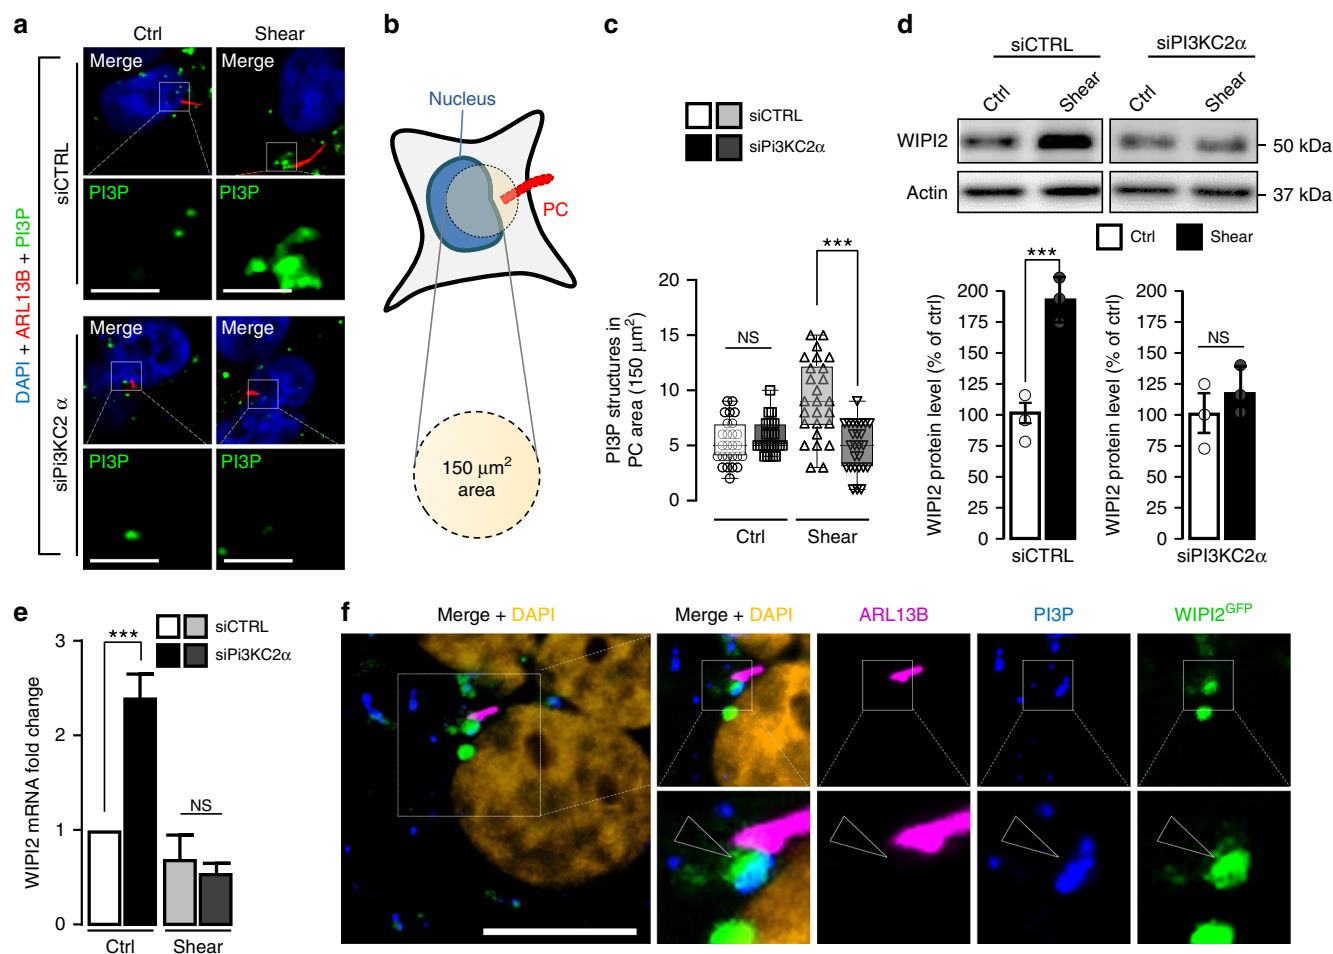 a
Ctrl
Shear
siCTRL
Merge
Merge
PI3P
PI3P
DAPI + ARL13B + PI3P
siPi3KC2 α
Merge
Merge
PI3P
PI3P
b
Nucleus
PC
150 μm²
area
c
siCTRL
siPi3KC2α
***
NS
PI3P structures in
PC area (150 μm²)
20
15
10
5
0
Ctrl
Shear
d
siCTRL
siPI3KC2α
Ctrl
Shear
Ctrl
Shear
WIPI2
50 kDa
Actin
37 kDa
Ctrl
Shear
***
WIPI2 protein level (% of ctrl)
200
175
150
125
100
75
50
25
0
siCTRL
NS
WIPI2 protein level (% of ctrl)
200
175
150
125
100
75
50
25
0
siPI3KC2α
e
siCTRL
siPi3KC2α
***
NS
WIPI2 mRNA fold change
3
2
1
0
Ctrl
Shear
f
Merge + DAPI
Merge + DAPI
ARL13B
PI3P
WIPI2ᴳᶠᴾ